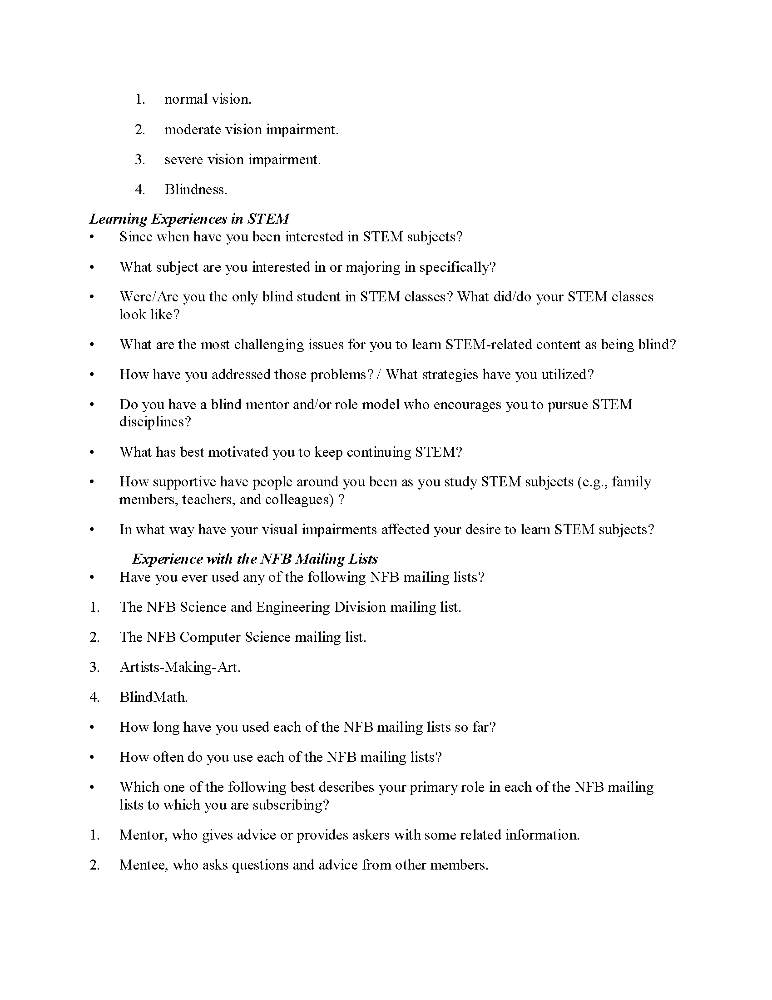 1. normal vision.
2. moderate vision impairment.
3. severe vision impairment.
4. Blindness.
Learning Experiences in STEM
• Since when have you been interested in STEM subjects?
• What subject are you interested in or majoring in specifically?
• Were/Are you the only blind student in STEM classes? What did/do your STEM classes
look like?
• What are the most challenging issues for you to learn STEM-related content as being blind?
• How have you addressed those problems? / What strategies have you utilized?
• Do you have a blind mentor and/or role model who encourages you to pursue STEM
disciplines?
• What has best motivated you to keep continuing STEM?
• How supportive have people around you been as you study STEM subjects (e.g., family
members, teachers, and colleagues) ?
• In what way have your visual impairments affected your desire to learn STEM subjects?
Experience with the NFB Mailing Lists
• Have you ever used any of the following NFB mailing lists?
1. The NFB Science and Engineering Division mailing list.
2. The NFB Computer Science mailing list.
3. Artists-Making-Art.
4. BlindMath.
• How long have you used each of the NFB mailing lists so far?
• How often do you use each of the NFB mailing lists?
• Which one of the following best describes your primary role in each of the NFB mailing
lists to which you are subscribing?
1. Mentor, who gives advice or provides askers with some related information.
2. Mentee, who asks questions and advice from other members.